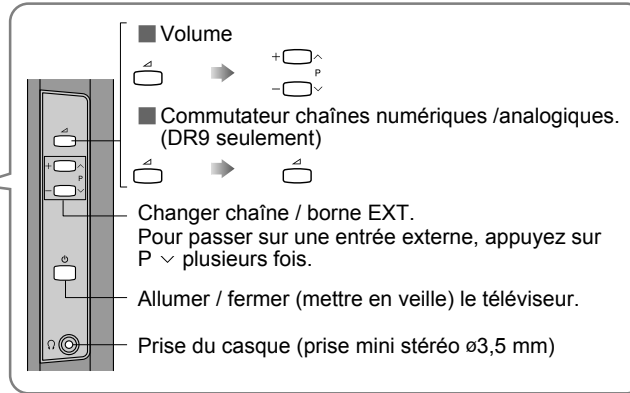 Volume
+ P −
Commutateur chaînes numériques /analogiques.
(DR9 seulement)
+ P −
Changer chaîne / borne EXT.
Pour passer sur une entrée externe, appuyez sur
P ∨ plusieurs fois.
Allumer / fermer (mettre en veille) le téléviseur.
Prise du casque (prise mini stéréo ø3,5 mm)